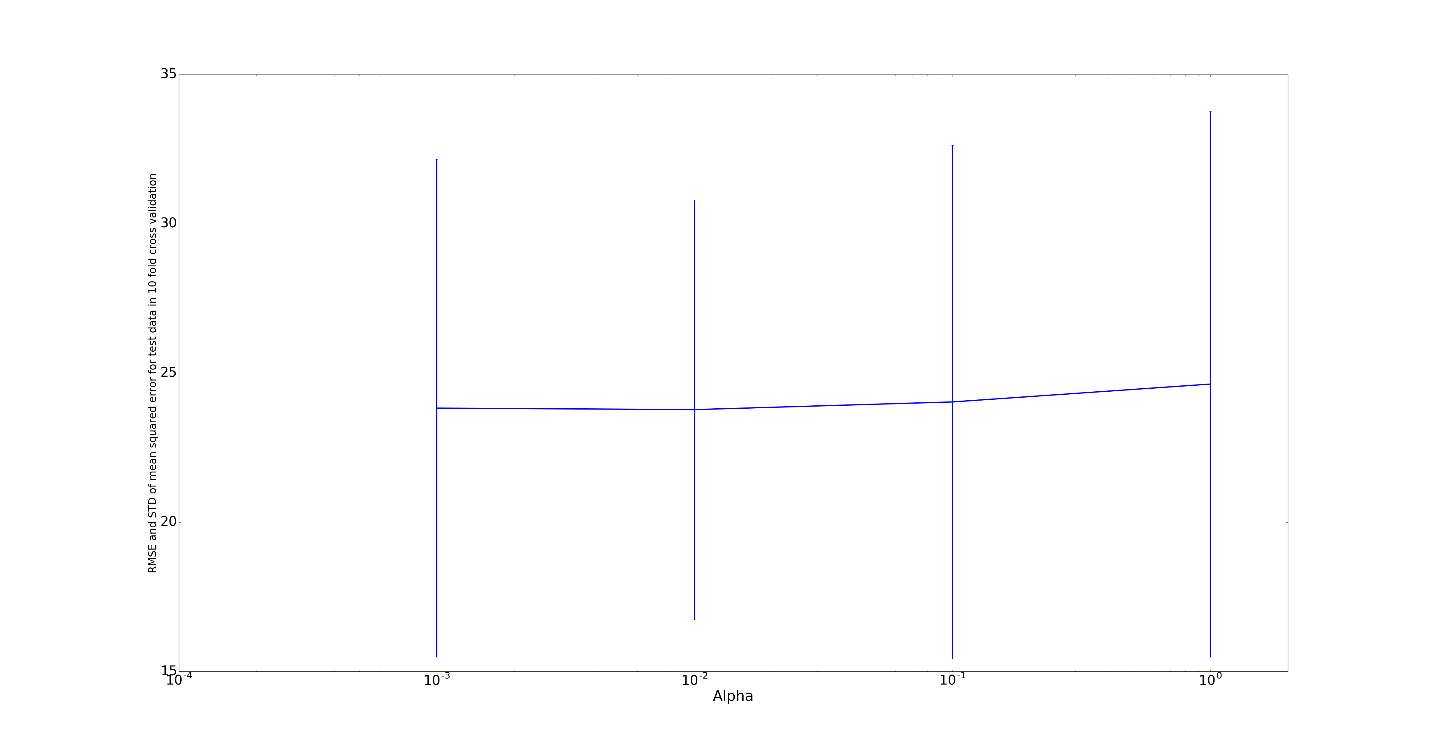 35
30
25
20
15
RMSE and STD of mean squared error for test data in 10 fold cross validation
10^-4 10^-3 10^-2 10^-1 10^0
Alpha